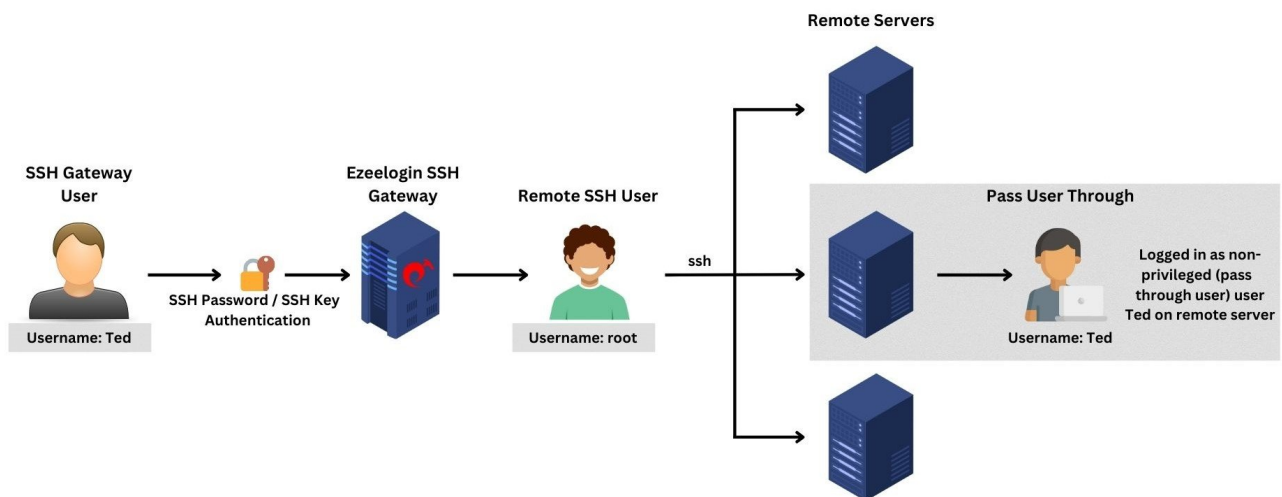 Remote Servers
SSH Gateway
User
Ezeelogin SSH
Gateway
Remote SSH User
Pass User Through
ssh
SSH Password / SSH Key
Authentication
Logged in as non-
privileged (pass
through user) user
Ted on remote server
Username: Ted
Username: root
Username: Ted